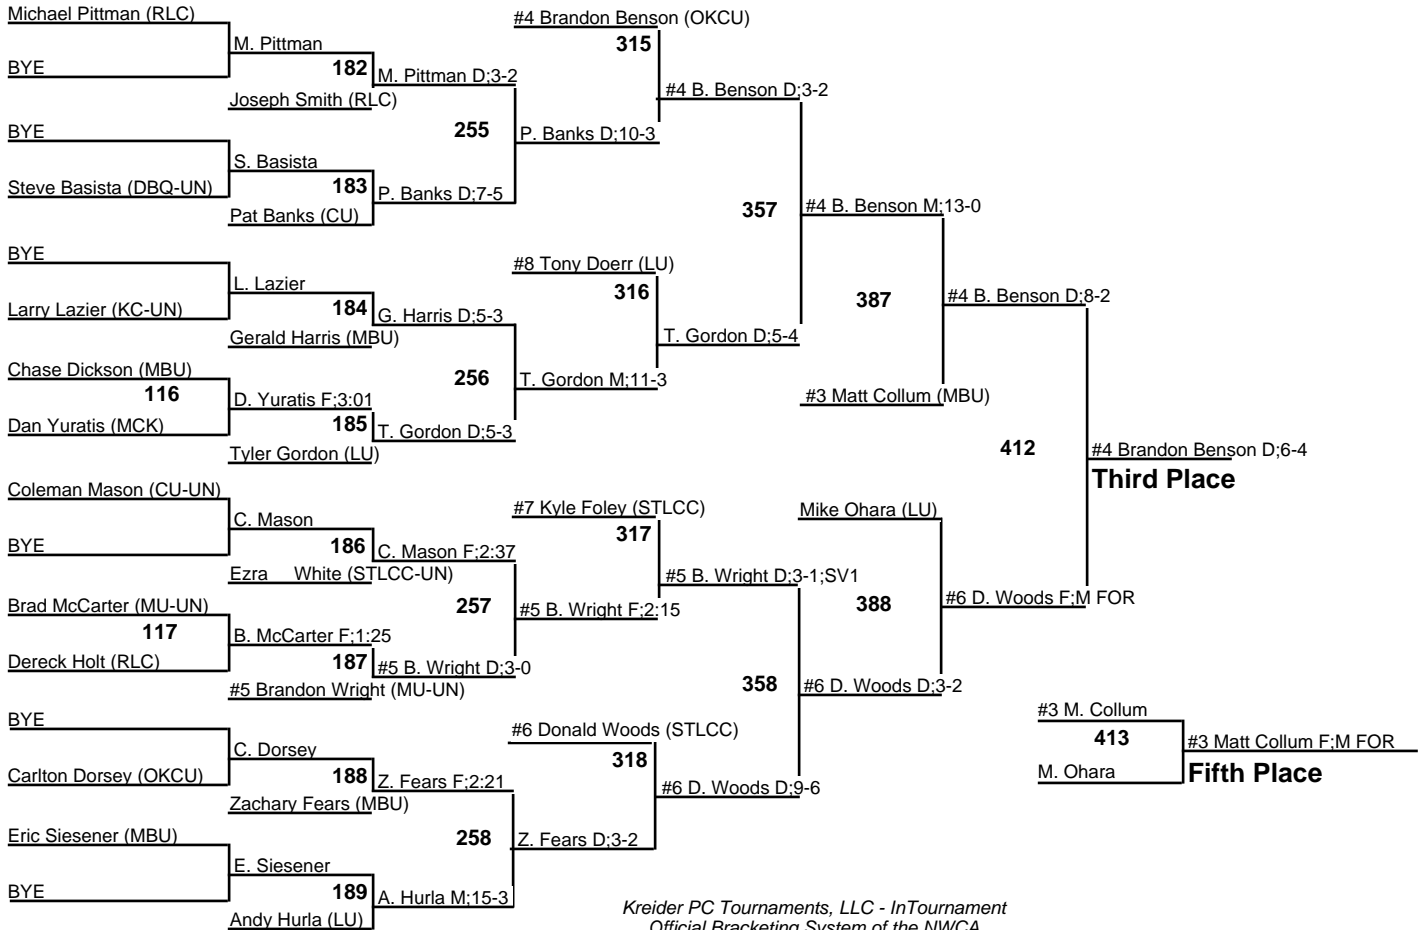 Michael Pittman (RLC)
BYE
M. Pittman
182
Joseph Smith (RLC)
M. Pittman D;3-2
BYE
Steve Basista (DBQ-UN)
S. Basista
183
Pat Banks (CU)
P. Banks D;7-5
255
P. Banks D;10-3
#4 Brandon Benson (OKCU)
315
#4 B. Benson D;3-2
BYE
Larry Lazier (KC-UN)
L. Lazier
184
Gerald Harris (MBU)
G. Harris D;5-3
Chase Dickson (MBU)
116
Dan Yuratis (MCK)
D. Yuratis F;3:01
185
Tyler Gordon (LU)
T. Gordon D;5-3
256
T. Gordon M;11-3
#8 Tony Doerr (LU)
316
T. Gordon D;5-4
357
#4 B. Benson M;13-0
387
#3 Matt Collum (MBU)
#4 B. Benson D;8-2
Coleman Mason (CU-UN)
BYE
C. Mason
186
Ezra White (STLCC-UN)
C. Mason F;2:37
Brad McCarter (MU-UN)
117
Dereck Holt (RLC)
B. McCarter F;1:25
187
#5 Brandon Wright (MU-UN)
#5 B. Wright D;3-0
257
#5 B. Wright F;2:15
#7 Kyle Foley (STLCC)
317
#5 B. Wright D;3-1;SV1
BYE
Carlton Dorsey (OKCU)
C. Dorsey
188
Zachary Fears (MBU)
Z. Fears F;2:21
Eric Siesener (MBU)
BYE
E. Siesener
189
Andy Hurla (LU)
A. Hurla M;15-3
258
Z. Fears D;3-2
#6 Donald Woods (STLCC)
318
#6 D. Woods D;9-6
358
#6 D. Woods D;3-2
Mike Ohara (LU)
388
#6 D. Woods F;M FOR
412
#4 Brandon Benson D;6-4
Third Place
#3 M. Collum
413
M. Ohara
#3 Matt Collum F;M FOR
Fifth Place
Kreider PC Tournaments, LLC - InTournament
Official Bracketing System of the NWCA